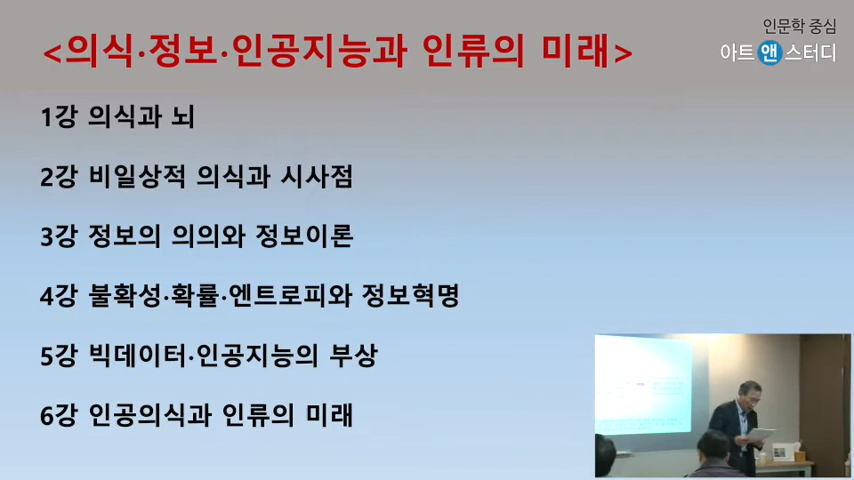 인문학 중심
아트앤스터디
<의식·정보·인공지능과 인류의 미래>
1강 의식과 뇌
2강 비일상적 의식과 시사점
3강 정보의 의의와 정보이론
4강 불확성·확률·엔트로피와 정보혁명
5강 빅데이터·인공지능의 부상
6강 인공의식과 인류의 미래